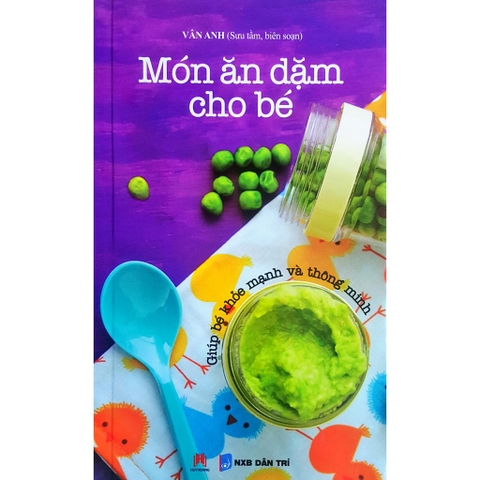 VÂN ANH (Sưu tầm, biên soạn)
Món ăn dặm
cho bé
Giúp bé khỏe mạnh và thông minh
NXB DÂN TRÍ